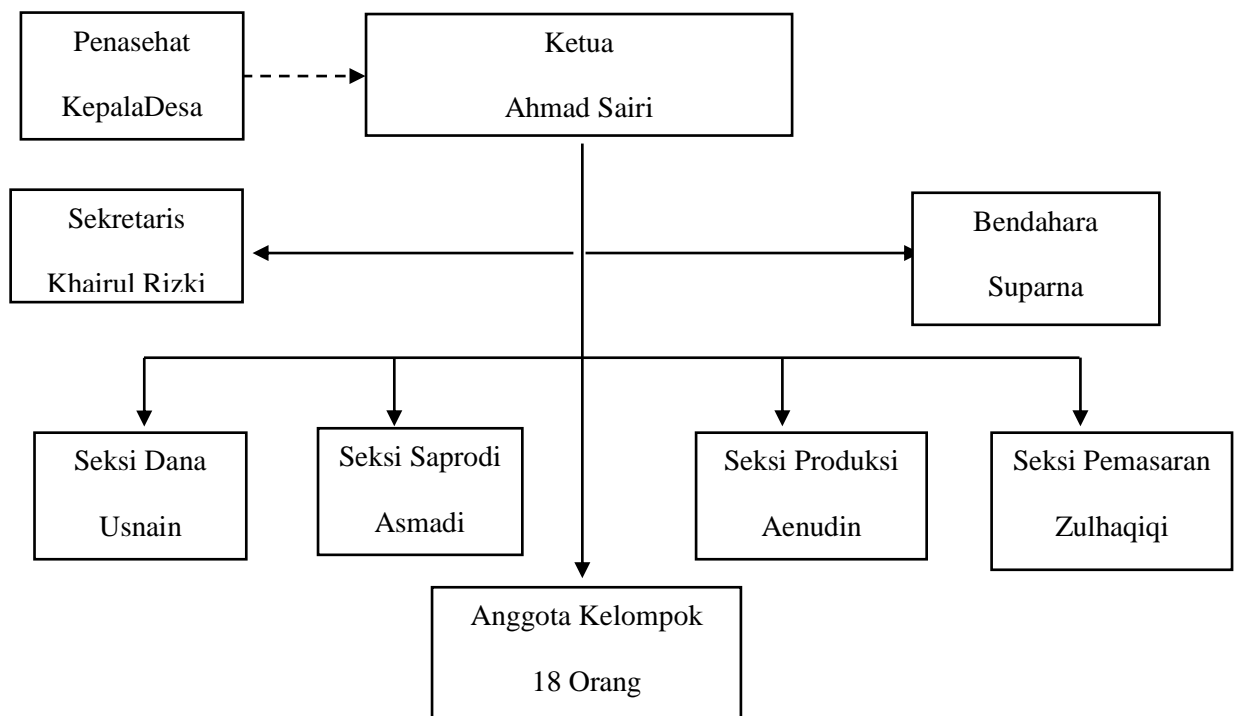 Penasehat
KepalaDesa
Ketua
Ahmad Sairi
Sekretaris
Khairul Rizki
Bendahara
Suparna
Seksi Dana
Usnain
Seksi Saprodi
Asmadi
Seksi Produksi
Aenudin
Seksi Pemasaran
Zulhaqiqi
Anggota Kelompok
18 Orang